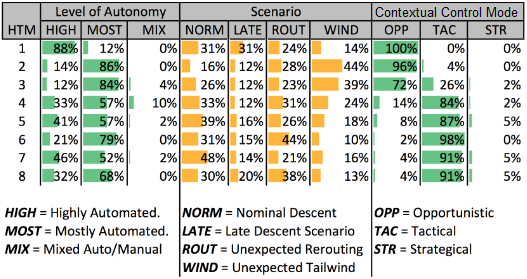 Level of Autonomy Scenario Contextual Control Mode
HTM HIGH MOST MIX NORM LATE ROUT WIND OPP TAC STR
1 88% 12% 0% 31% 31% 24% 14% 100% 0% 0%
2 14% 86% 0% 16% 12% 28% 44% 96% 4% 0%
3 12% 84% 4% 26% 12% 23% 39% 72% 26% 2%
4 33% 57% 10% 33% 12% 31% 24% 14% 84% 2%
5 41% 57% 2% 39% 16% 26% 18% 8% 87% 5%
6 21% 79% 0% 31% 15% 44% 10% 2% 98% 0%
7 46% 52% 2% 48% 14% 21% 16% 4% 91% 5%
8 32% 68% 0% 30% 20% 38% 13% 4% 91% 5%
HIGH = Highly Automated. NORM = Nominal Descent OPP = Opportunistic
MOST = Mostly Automated. LATE = Late Descent Scenario TAC = Tactical
MIX = Mixed Auto/Manual ROUT = Unexpected Rerouting STR = Strategical
WIND = Unexpected Tailwind